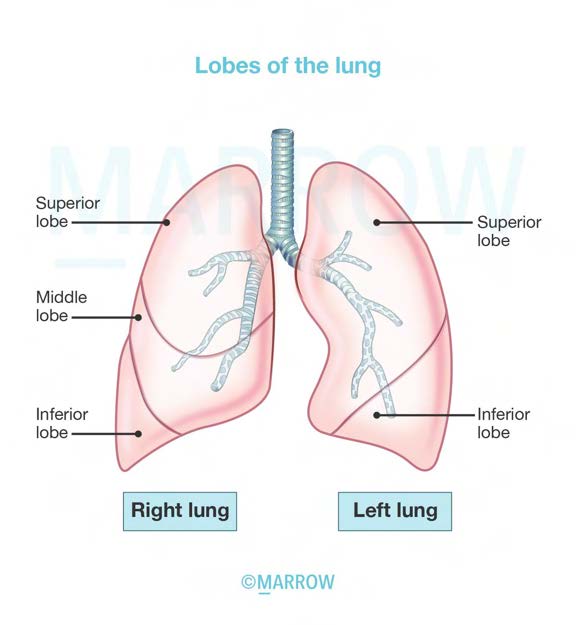 Lobes of the lung
MARROW
Superior
lobe
Superior
lobe
Middle
lobe
Inferior
lobe
Inferior
lobe
Right lung
Left lung
©MARROW